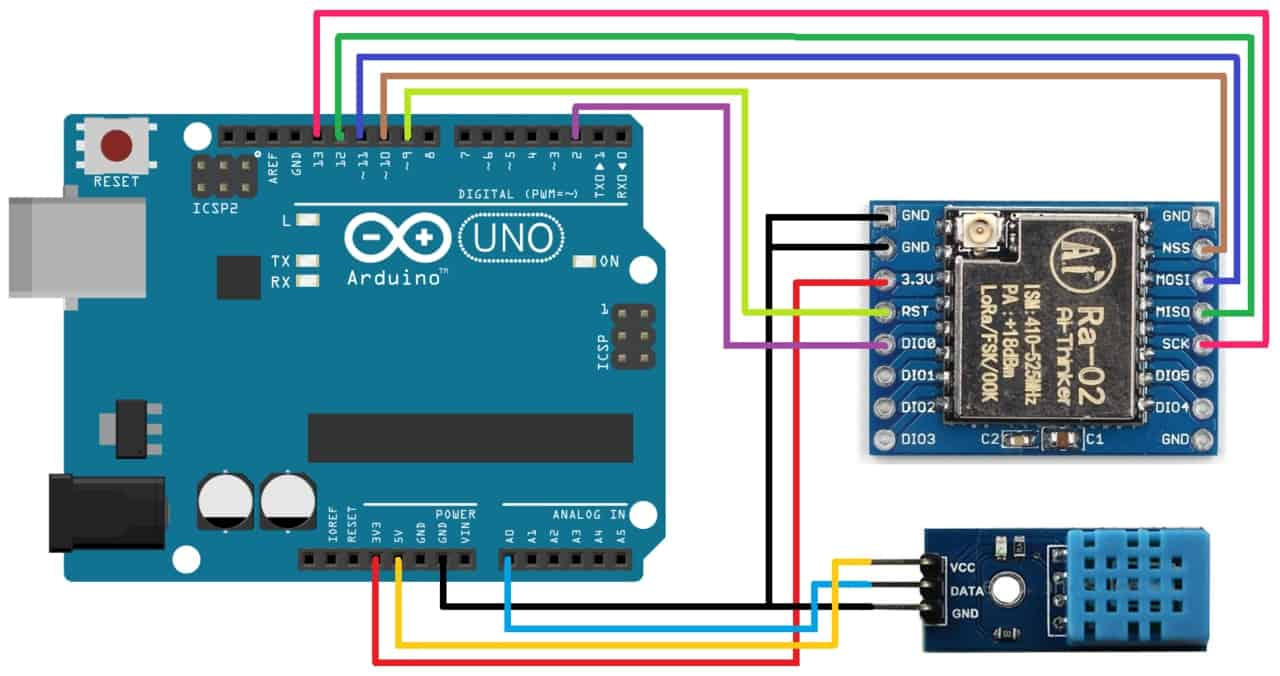 RESET
ICSP2
AREF
GND
13
12
~11
~10
~9
8
7
~6
~5
4
~3
2
TX0▶1
RX0◀0
DIGITAL (PWM=~)
L
TX
RX
UNO
Arduino™
ON
1
ICSP
IOREF
RESET
3V3
5V
GND
GND
VIN
POWER
ANALOG IN
A0
A1
A2
A3
A4
A5
GND
GND
3.3V
RST
DIO0
DIO1
DIO2
DIO3
GND
NSS
MOSI
MISO
SCK
DIO5
DIO4
GND
C2
C1
Ai
Ra-02
Ai-Thinker
ISM:410-525MHz
PA :+18dBm
LoRa/FSK/OOK
VCC
DATA
GND